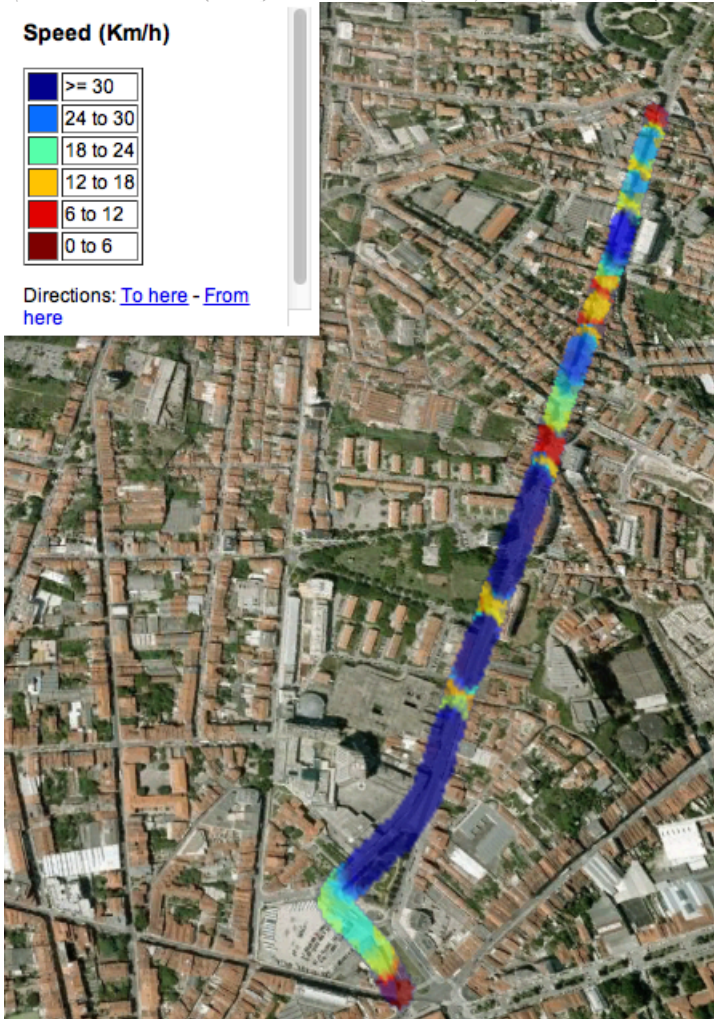 Speed (Km/h)
>= 30
24 to 30
18 to 24
12 to 18
6 to 12
0 to 6
Directions: To here - From
here